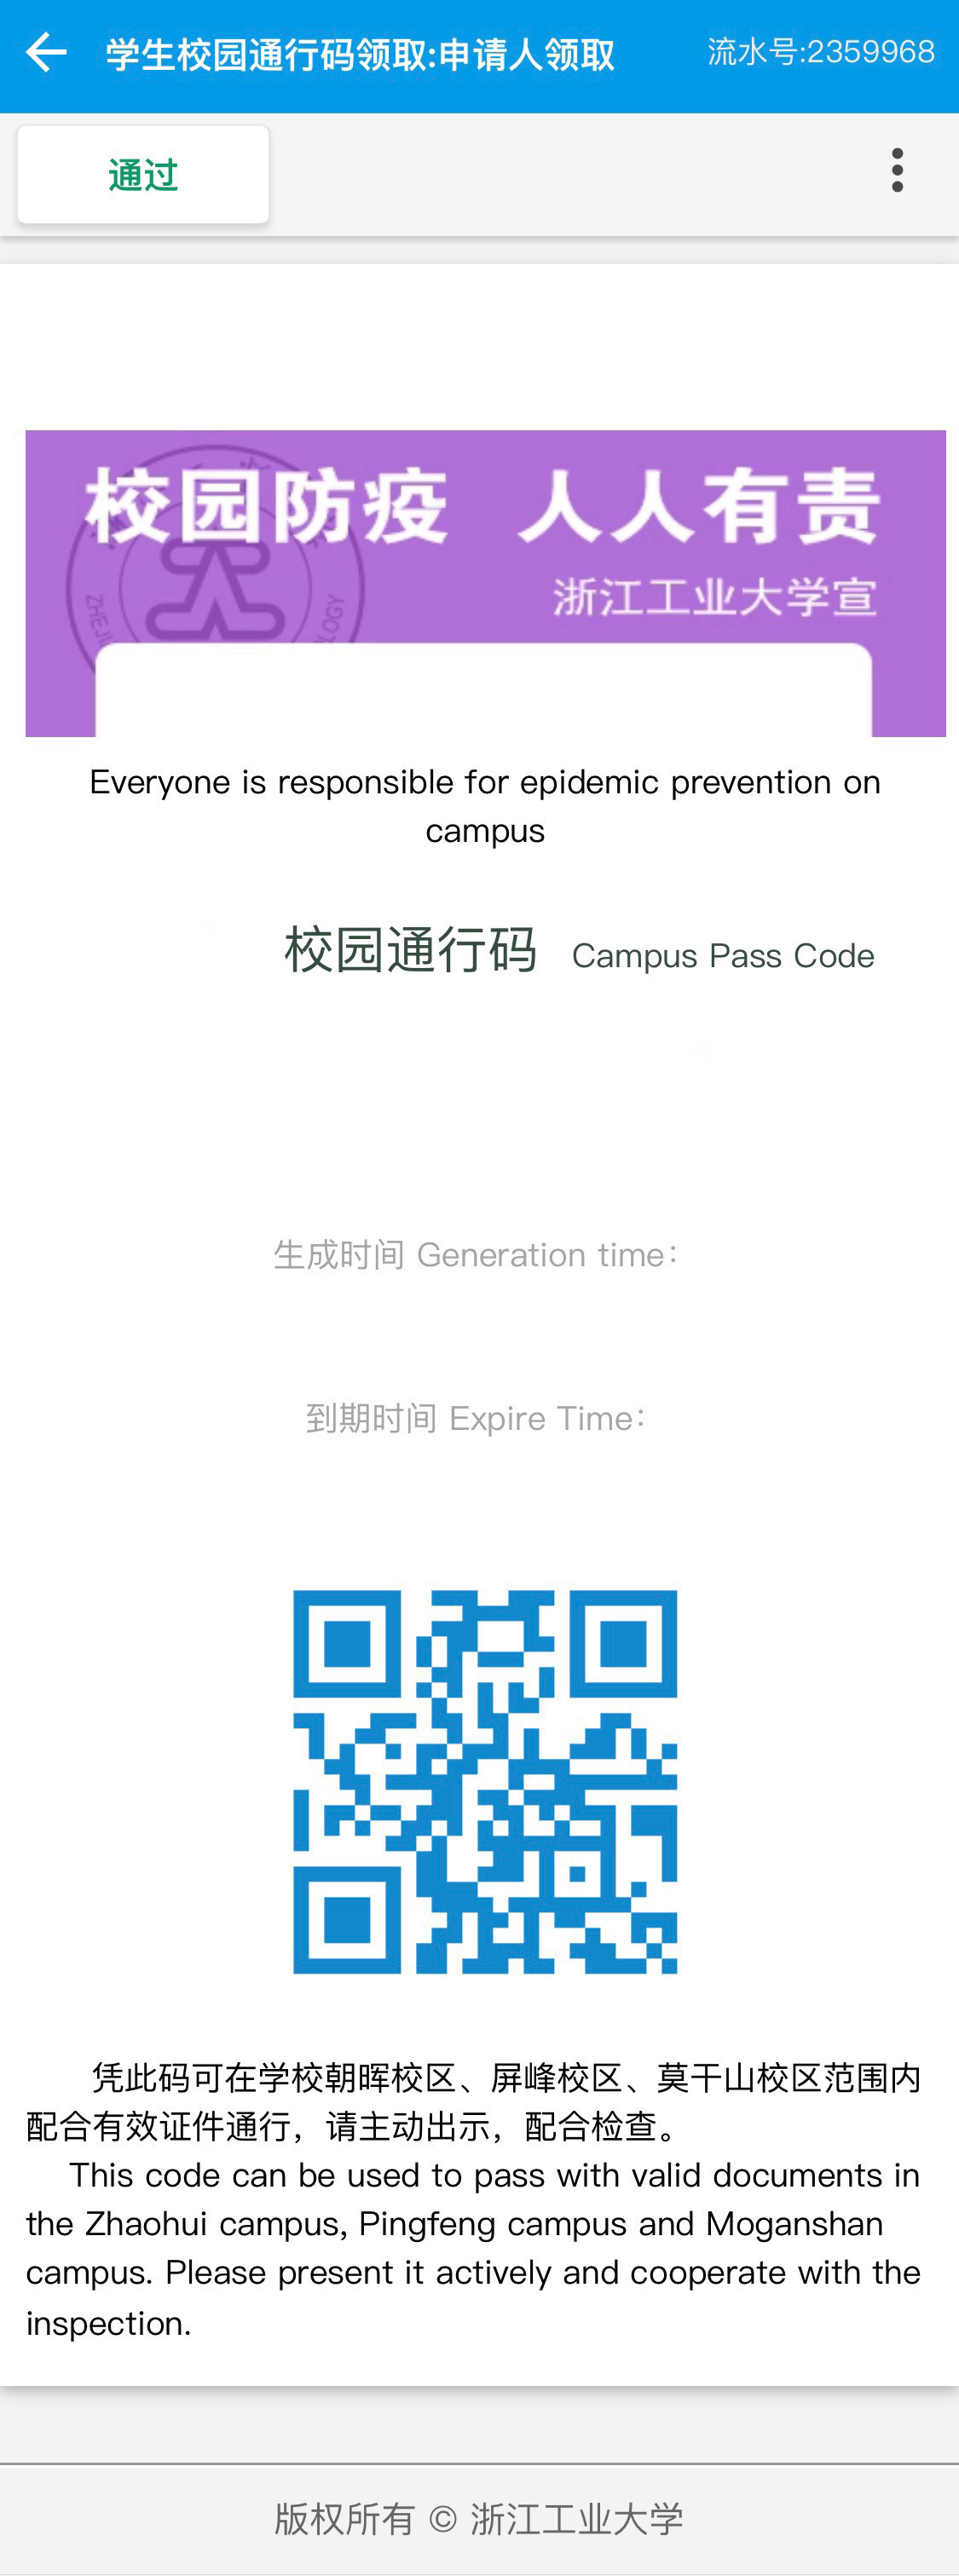 学生校园通行码领取:申请人领取
流水号:2359968
通过
校园防疫 人人有责
浙江工业大学宣
Everyone is responsible for epidemic prevention on
campus
校园通行码 Campus Pass Code
生成时间 Generation time:
到期时间 Expire Time:
凭此码可在学校朝晖校区、屏峰校区、莫干山校区范围内
配合有效证件通行，请主动出示，配合检查。
This code can be used to pass with valid documents in
the Zhaohui campus, Pingfeng campus and Moganshan
campus. Please present it actively and cooperate with the
inspection.
版权所有 © 浙江工业大学